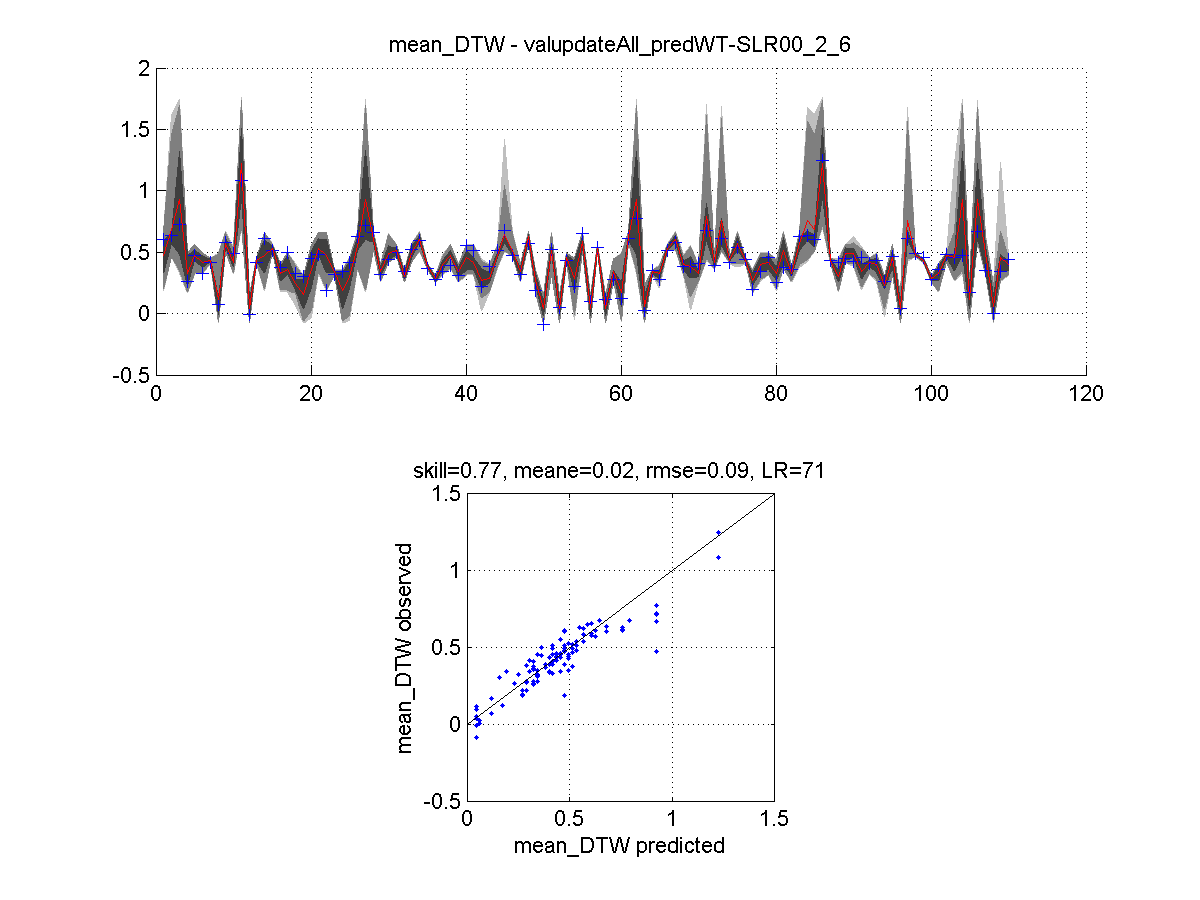 mean_DTW - valupdateAll_predWT-SLR00_2_6
2
1.5
1
0.5
0
-0.5
0 20 40 60 80 100 120
skill=0.77, meane=0.02, rmse=0.09, LR=71
1.5
1
0.5
0
-0.5
mean_DTW observed
0 0.5 1 1.5
mean_DTW predicted